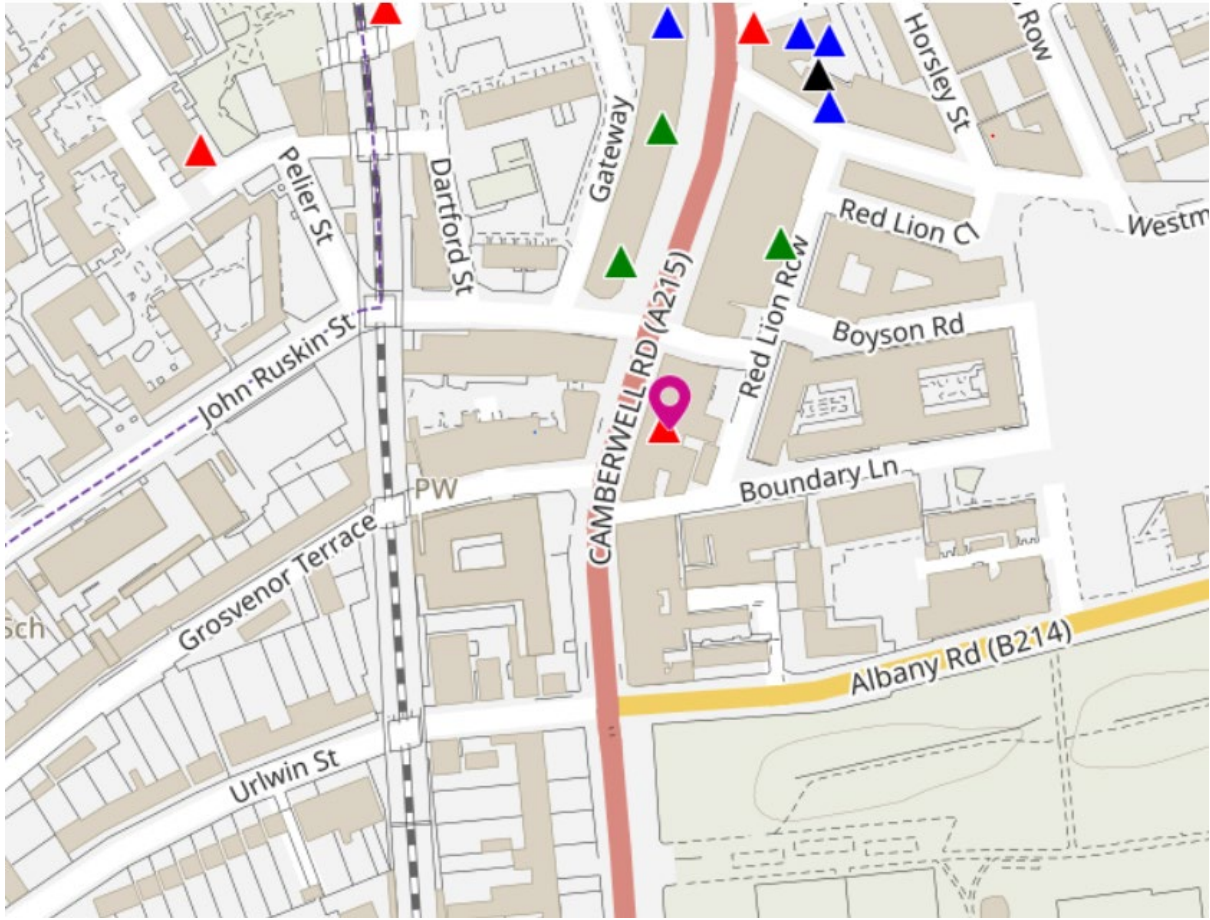 Row
Horsley St
Gateway
Pelier St
Dartford St
Red Lion Ct
Westm
CAMBERWELL RD (A215)
Red Lion Row
Boyson Rd
John Ruskin St
Boundary Ln
PW
Grosvenor Terrace
Sch
Albany Rd (B214)
Urlwin St